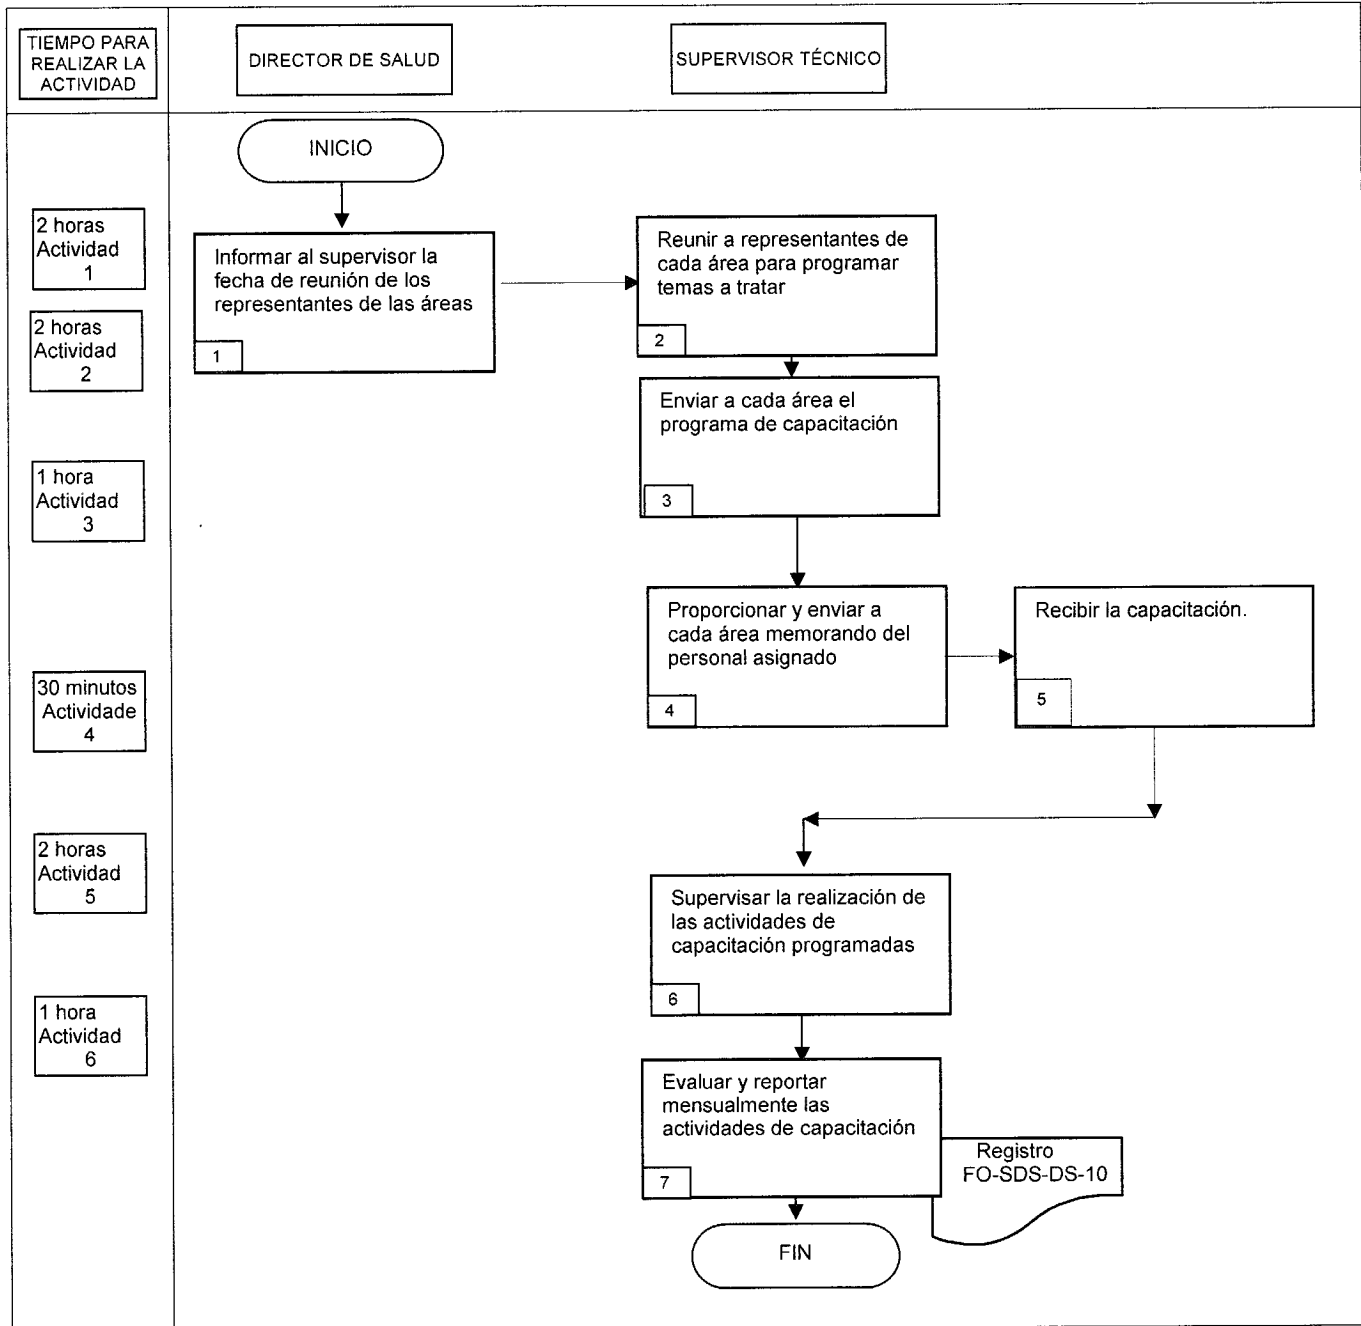 TIEMPO PARA
REALIZAR LA
ACTIVIDAD
DIRECTOR DE SALUD
SUPERVISOR TÉCNICO
INICIO
2 horas
Actividad
1
Informar al supervisor la
fecha de reunión de los
representantes de las áreas
1
Reunir a representantes de
cada área para programar
temas a tratar
2
2 horas
Actividad
2
Enviar a cada área el
programa de capacitación
3
1 hora
Actividad
3
Proporcionar y enviar a
cada área memorando del
personal asignado
4
Recibir la capacitación.
5
30 minutos
Actividade
4
2 horas
Actividad
5
Supervisar la realización de
las actividades de
capacitación programadas
6
1 hora
Actividad
6
Evaluar y reportar
mensualmente las
actividades de capacitación
7
Registro
FO-SDS-DS-10
FIN